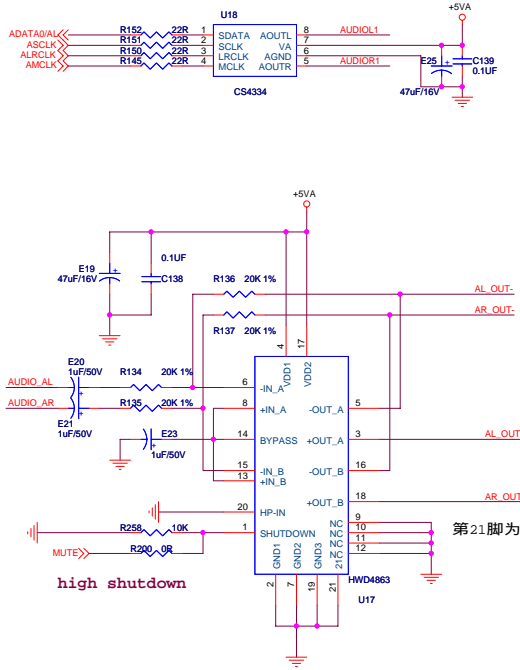 U18
+5VA
ADATA0/AL R152 22R 1 SDATA AOUTL 8 AUDIOL1
ASCLK R151 22R 2 SCLK VA 7
ALRCLK R150 22R 3 LRCLK AGND 6
AMCLK R145 22R 4 MCLK AOUTR 5 AUDIOR1
CS4334
E25
47uF/16V
C139
0.1UF
+5VA
E19
47uF/16V
0.1UF
C138
R136 20K 1%
AL_OUT-
R137 20K 1%
AR_OUT-
4 VDD1
17 VDD2
E20
1uF/50V
AUDIO_AL R134 20K 1% 6 -IN_A -OUT_A 5
AUDIO_AR R135 20K 1% 8 +IN_A
E21
1uF/50V
+OUT_A 3 AL_OUT
E23
1uF/50V
14 BYPASS
-OUT_B 16
15 -IN_B
13 +IN_B
+OUT_B 18 AR_OUT
20 HP-IN
NC 9
NC 10
NC 11
NC 12
第21脚为
R258 10K 1 SHUTDOWN
MUTE R200 0R
GND1 2
GND2 7
GND3 19
21 21
HWD4863
U17
high shutdown